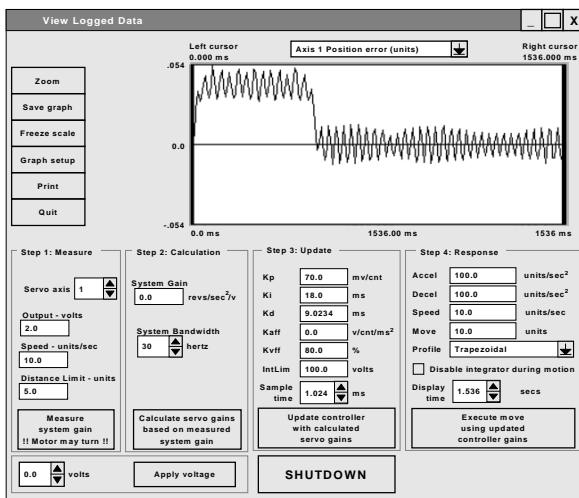 View Logged Data
_ X
Left cursor
0.000 ms
Axis 1 Position error (units)
Right cursor
1536.000 ms
Zoom
Save graph
Freeze scale
Graph setup
Print
Quit
.054
0.0
-.054
0.0 ms 1536.00 ms 1536 ms
Step 1: Measure
Servo axis 1
Output - volts
2.0
Speed - units/sec
10.0
Distance Limit - units
5.0
Measure
system gain
!! Motor may turn !!
Step 2: Calculation
System Gain
0.0 revs/sec²/v
System Bandwidth
30 hertz
Calculate servo gains
based on measured
system gain
Step 3: Update
Kp 70.0 mv/cnt
Ki 18.0 ms
Kd 9.0234 ms
Kaff 0.0 v/cnt/ms²
Kvff 80.0 %
IntLim 100.0 volts
Sample
time 1.024 ms
Update controller
with calculated
servo gains
Step 4: Response
Accel 100.0 units/sec²
Decel 100.0 units/sec²
Speed 10.0 units/sec
Move 10.0 units
Profile Trapezoidal
Disable integrator during motion
Display
time 1.536 secs
Execute move
using updated
controller gains
0.0 volts
Apply voltage
SHUTDOWN